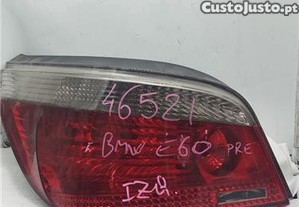 CustoJusto.pt
46521
BMW E60 PRE
IZQ.